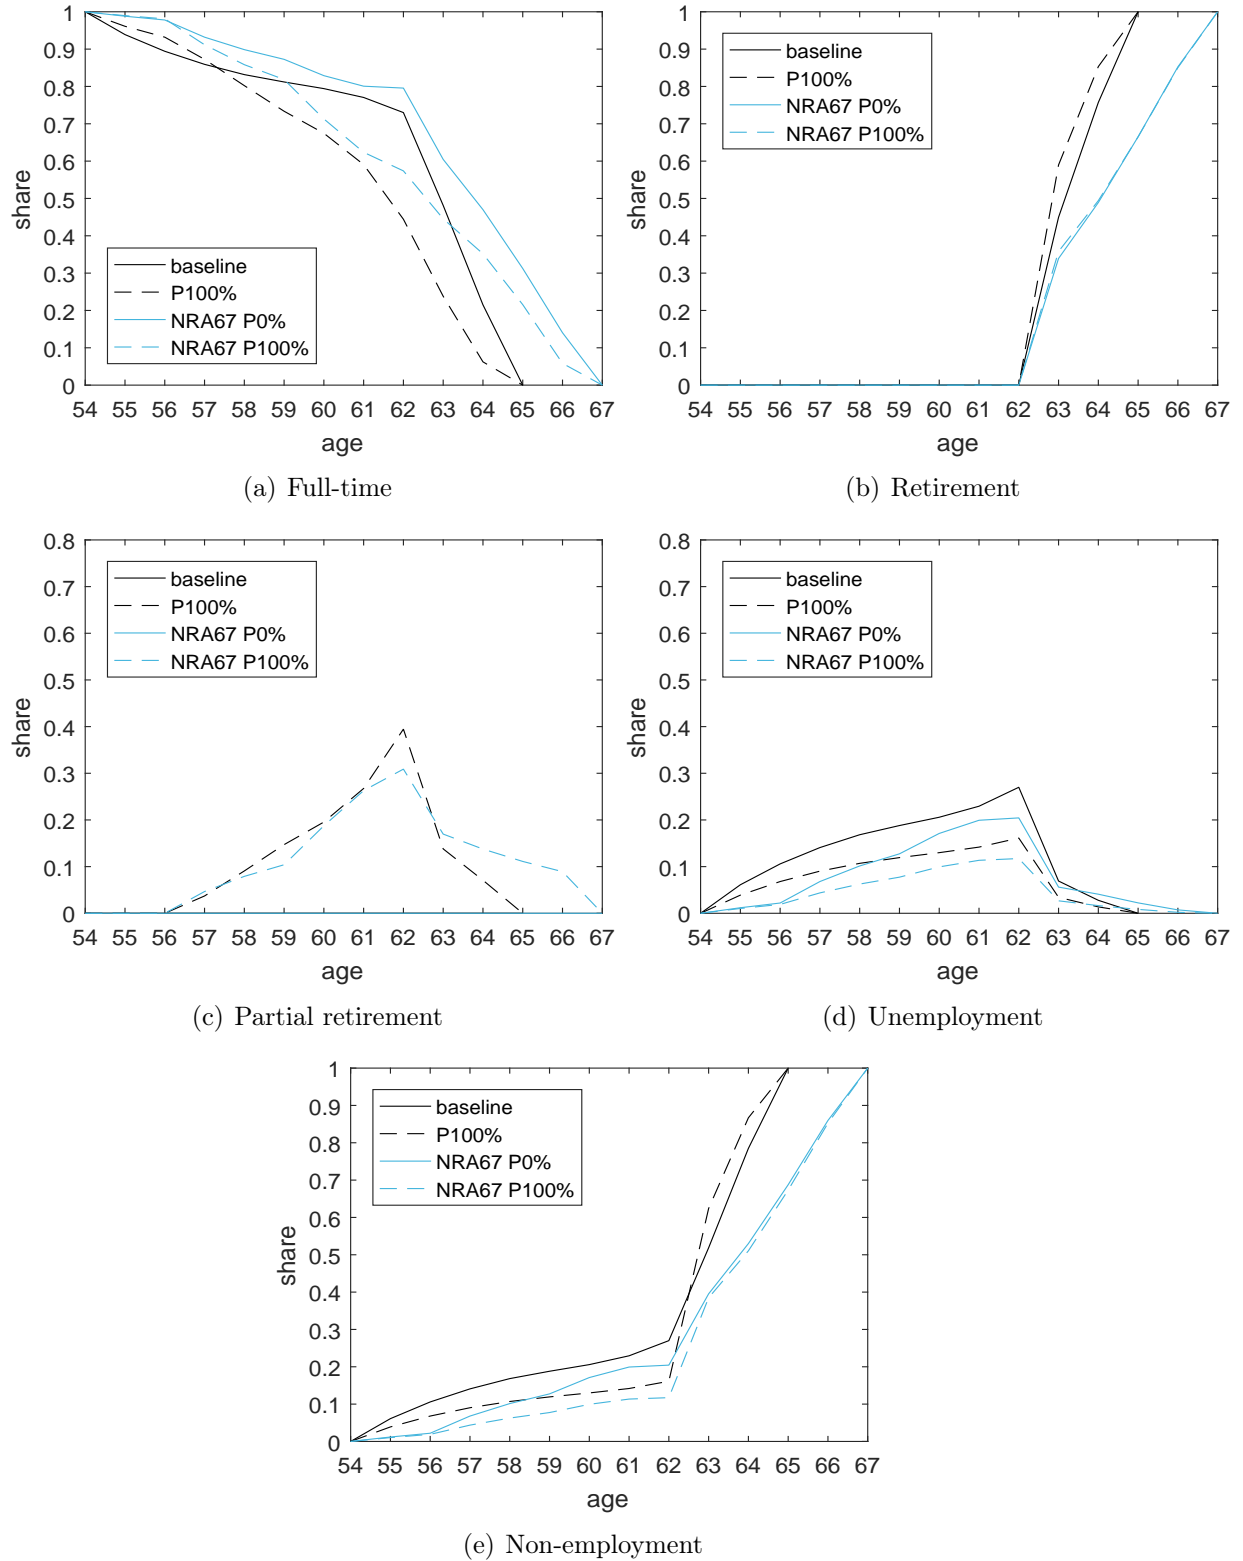 1
0.9
0.8
0.7
0.6
0.5
0.4
0.3
0.2
0.1
0
share
baseline
P100%
NRA67 P0%
NRA67 P100%
54 55 56 57 58 59 60 61 62 63 64 65 66 67
age
(a) Full-time
1
0.9
0.8
0.7
0.6
0.5
0.4
0.3
0.2
0.1
0
share
baseline
P100%
NRA67 P0%
NRA67 P100%
54 55 56 57 58 59 60 61 62 63 64 65 66 67
age
(b) Retirement
0.8
0.7
0.6
0.5
0.4
0.3
0.2
0.1
0
share
baseline
P100%
NRA67 P0%
NRA67 P100%
54 55 56 57 58 59 60 61 62 63 64 65 66 67
age
(c) Partial retirement
0.8
0.7
0.6
0.5
0.4
0.3
0.2
0.1
0
share
baseline
P100%
NRA67 P0%
NRA67 P100%
54 55 56 57 58 59 60 61 62 63 64 65 66 67
age
(d) Unemployment
1
0.9
0.8
0.7
0.6
0.5
0.4
0.3
0.2
0.1
0
share
baseline
P100%
NRA67 P0%
NRA67 P100%
54 55 56 57 58 59 60 61 62 63 64 65 66 67
age
(e) Non-employment